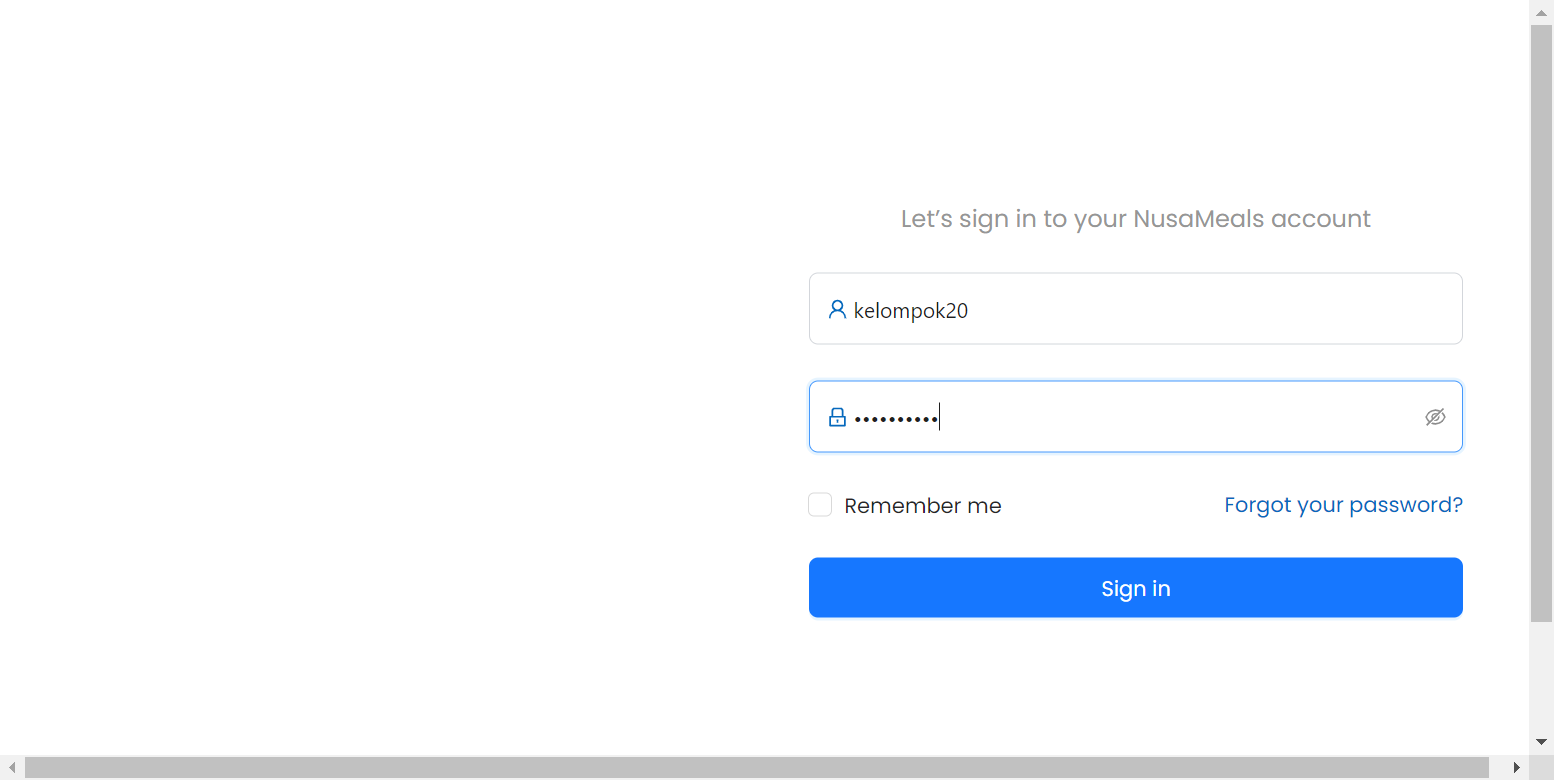 Let’s sign in to your NusaMeals account
kelompok20
••••••••••
Remember me
Forgot your password?
Sign in